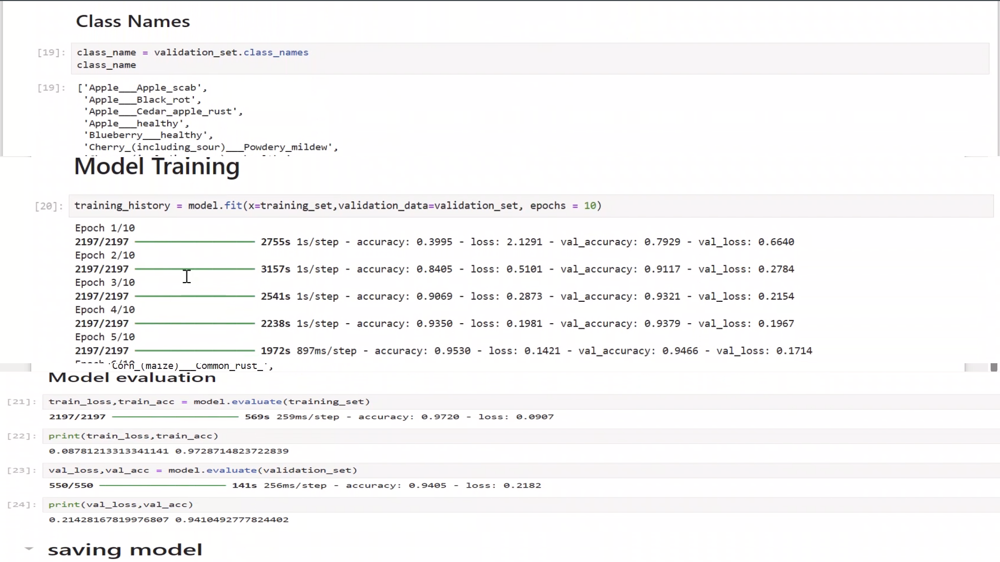 Class Names
[19]: class_name = validation_set.class_names
class_name
[19]: ['Apple___Apple_scab',
'Apple___Black_rot',
'Apple___Cedar_apple_rust',
'Apple___healthy',
'Blueberry___healthy',
'Cherry_(including_sour)___Powdery_mildew',
Model Training
[20]: training_history = model.fit(x=training_set,validation_data=validation_set, epochs = 10)
Epoch 1/10
2197/2197 2755s 1s/step - accuracy: 0.3995 - loss: 2.1291 - val_accuracy: 0.7929 - val_loss: 0.6640
Epoch 2/10
2197/2197 3157s 1s/step - accuracy: 0.8405 - loss: 0.5101 - val_accuracy: 0.9117 - val_loss: 0.2784
Epoch 3/10
2197/2197 2541s 1s/step - accuracy: 0.9069 - loss: 0.2873 - val_accuracy: 0.9321 - val_loss: 0.2154
Epoch 4/10
2197/2197 2238s 1s/step - accuracy: 0.9350 - loss: 0.1981 - val_accuracy: 0.9379 - val_loss: 0.1967
Epoch 5/10
2197/2197 1972s 897ms/step - accuracy: 0.9530 - loss: 0.1421 - val_accuracy: 0.9466 - val_loss: 0.1714
'Corn_(maize)___Common_rust_',
Model evaluation
[21]: train_loss,train_acc = model.evaluate(training_set)
2197/2197 569s 259ms/step - accuracy: 0.9720 - loss: 0.0907
[22]: print(train_loss,train_acc)
0.08781213313341141 0.9728714823722839
[23]: val_loss,val_acc = model.evaluate(validation_set)
550/550 141s 256ms/step - accuracy: 0.9405 - loss: 0.2182
[24]: print(val_loss,val_acc)
0.21428167819976807 0.9410492777824402
saving model